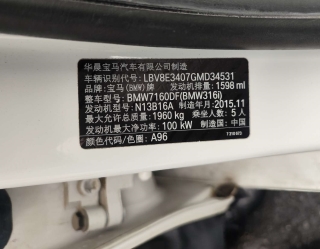 华晨宝马汽车有限公司制造
车辆识别代号: LBV8E3407GMD34531
品牌: 宝马(BMW)牌 发动机排量: 1598 ml
整车型号: BMW7160DF(BMW316i)
发动机型号: N13B16A 制造年月: 2015.11
最大允许总质量: 1960 kg 乘坐人数: 5 人
发动机最大净功率: 100 kW 制造国: 中国
颜色代码/色圈: A96